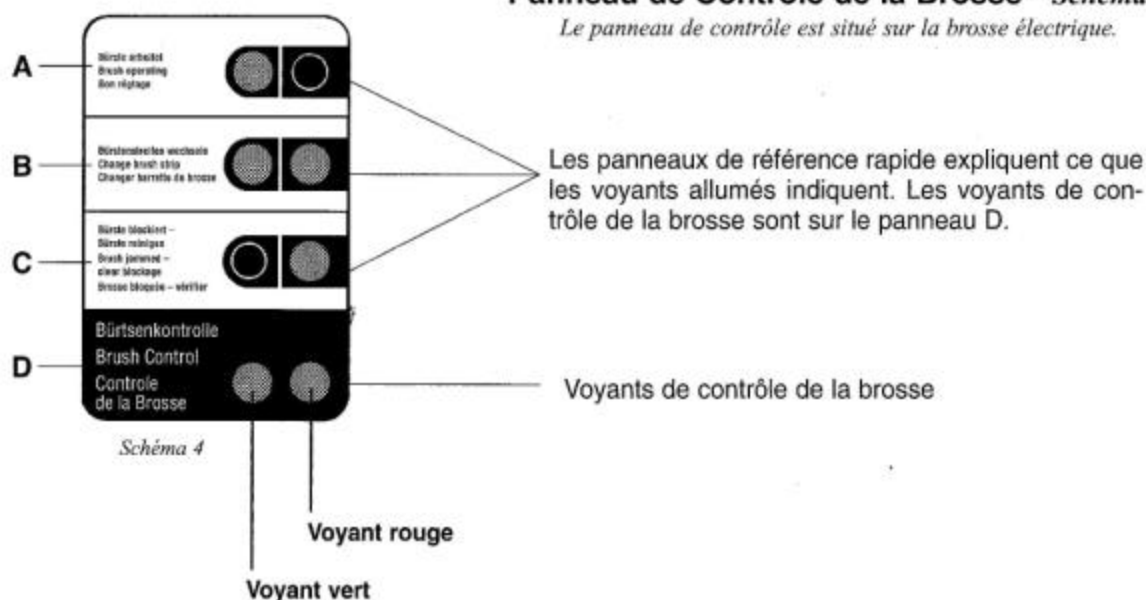 Panneau de Contrôle de la Brosse - Schéma
Le panneau de contrôle est situé sur la brosse électrique.
A
Bürste arbeitet
Brush operating
Bon réglage
B
Bürstenstreifen wechseln
Change brush strip
Changer barrette de brosse
C
Bürste blockiert –
Bürste reinigen
Brush jammed –
clear blockage
Brosse bloquée – vérifier
Les panneaux de référence rapide expliquent ce que
les voyants allumés indiquent. Les voyants de con-
trôle de la brosse sont sur le panneau D.
D
Bürtsenkontrolle
Brush Control
Controle
de la Brosse
Voyants de contrôle de la brosse
Schéma 4
Voyant rouge
Voyant vert